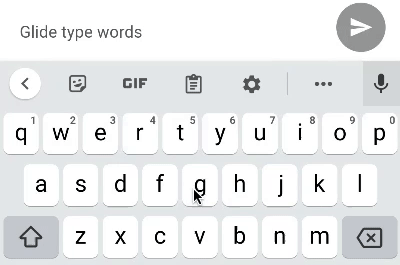 Glide type words
GIF
q1 w2 e3 r4 t5 y6 u7 i8 o9 p0
a s d f g h j k l
z x c v b n m